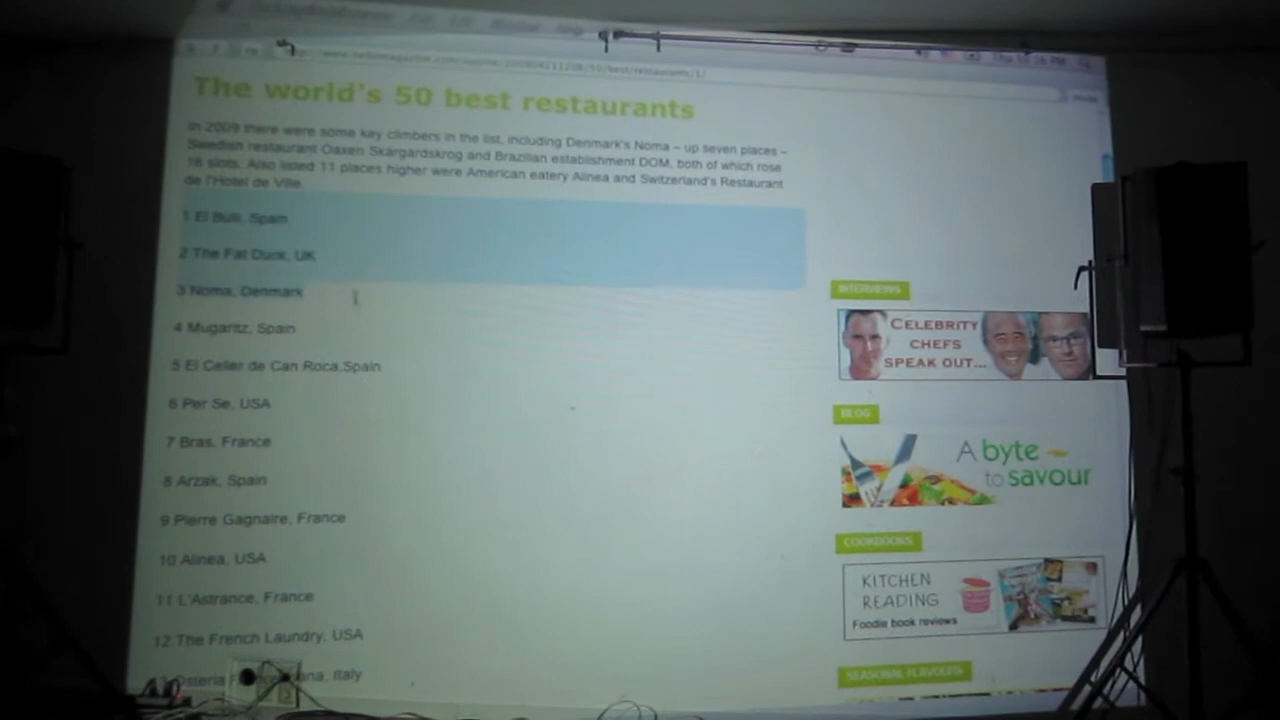 The world's 50 best restaurants
In 2009 there were some key climbers in the list, including Denmark's Noma – up seven places –
Swedish restaurant Oaxen Skärgårdskrog and Brazilian establishment DOM, both of which rose
16 slots. Also listed 11 places higher were American eatery Alinea and Switzerland's Restaurant
de l'Hotel de Ville.
1 El Bulli, Spain
2 The Fat Duck, UK
3 Noma, Denmark
4 Mugaritz, Spain
5 El Celler de Can Roca,Spain
6 Per Se, USA
7 Bras, France
8 Arzak, Spain
9 Pierre Gagnaire, France
10 Alinea, USA
11 L'Astrance, France
12 The French Laundry, USA
Osteria Italy
INTERVIEWS
CELEBRITY
CHEFS
SPEAK OUT...
BLOG
A byte
to savour
COOKBOOKS
KITCHEN
READING
Foodie book reviews
SEASONAL FLAVOURS